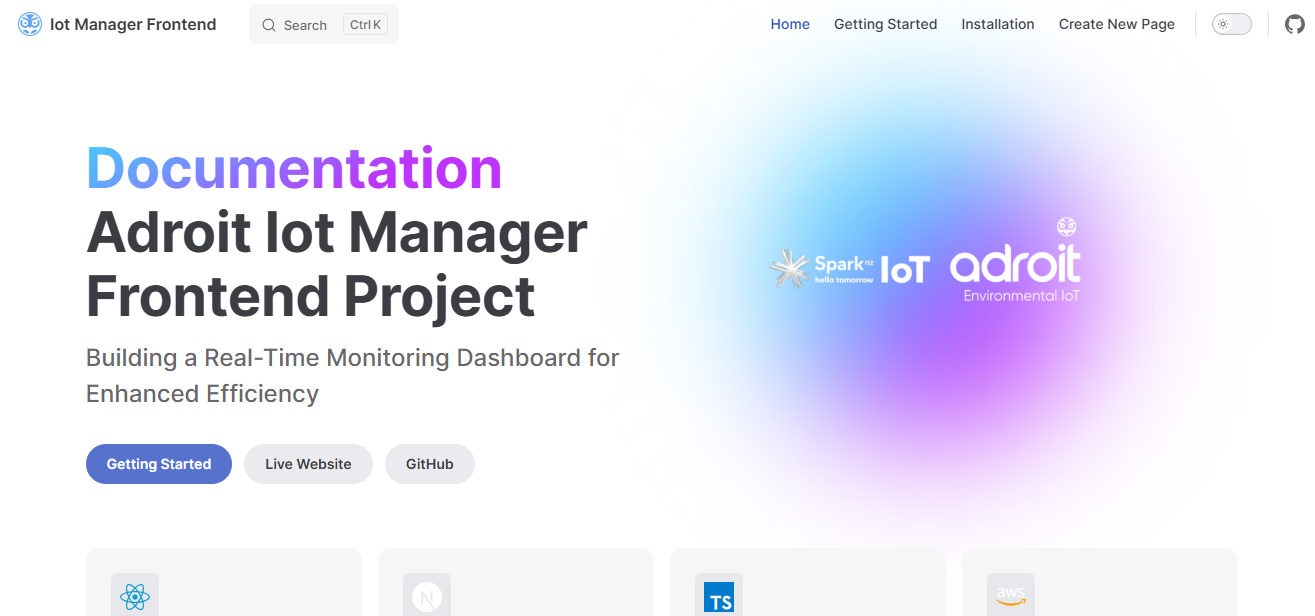 Iot Manager Frontend
Search
Ctrl K
Home
Getting Started
Installation
Create New Page
Documentation
Adroit Iot Manager
Frontend Project
Building a Real-Time Monitoring Dashboard for
Enhanced Efficiency
Getting Started
Live Website
GitHub
Spark nz
hello tomorrow
IoT
adroit
Environmental IoT
N
TS
aws